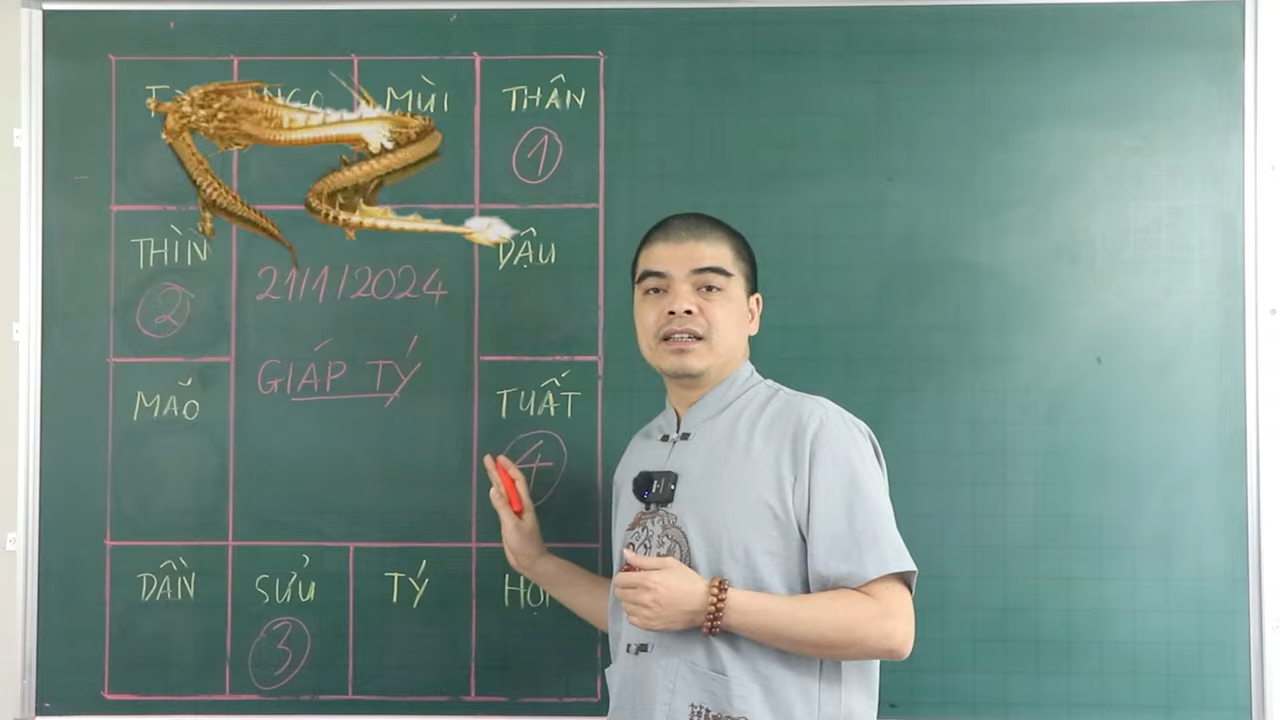 MÙI
THÂN
1
THÌN
2
DẬU
21/1/2024
GIÁP TÝ
MÃO
TUẤT
4
DẦN
SỬU
3
TÝ